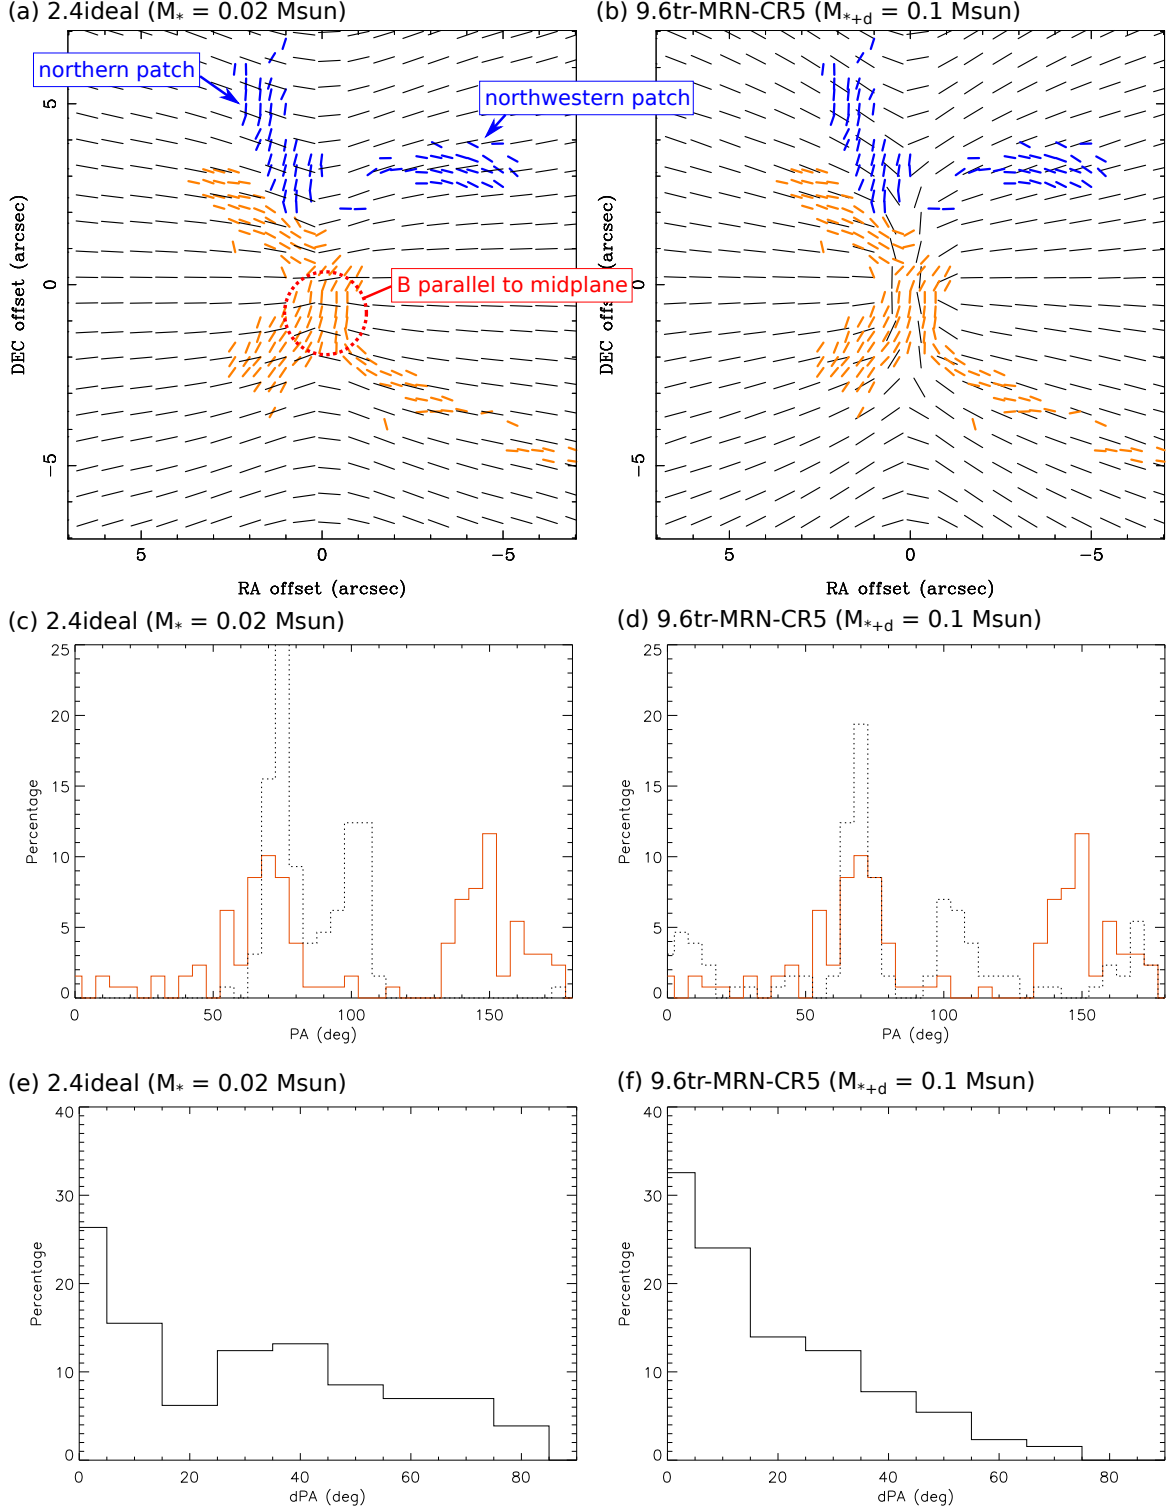 (a) 2.4ideal (M* = 0.02 Msun)
(b) 9.6tr-MRN-CR5 (M*+d = 0.1 Msun)
northern patch
northwestern patch
B parallel to midplane
DEC offset (arcsec)
5
0
−5
5
0
−5
RA offset (arcsec)
DEC offset (arcsec)
5
0
−5
5
0
−5
RA offset (arcsec)
(c) 2.4ideal (M* = 0.02 Msun)
(d) 9.6tr-MRN-CR5 (M*+d = 0.1 Msun)
Percentage
25
20
15
10
5
0
0
50
100
150
PA (deg)
Percentage
25
20
15
10
5
0
0
50
100
150
PA (deg)
(e) 2.4ideal (M* = 0.02 Msun)
(f) 9.6tr-MRN-CR5 (M*+d = 0.1 Msun)
Percentage
40
30
20
10
0
0
20
40
60
80
dPA (deg)
Percentage
40
30
20
10
0
0
20
40
60
80
dPA (deg)